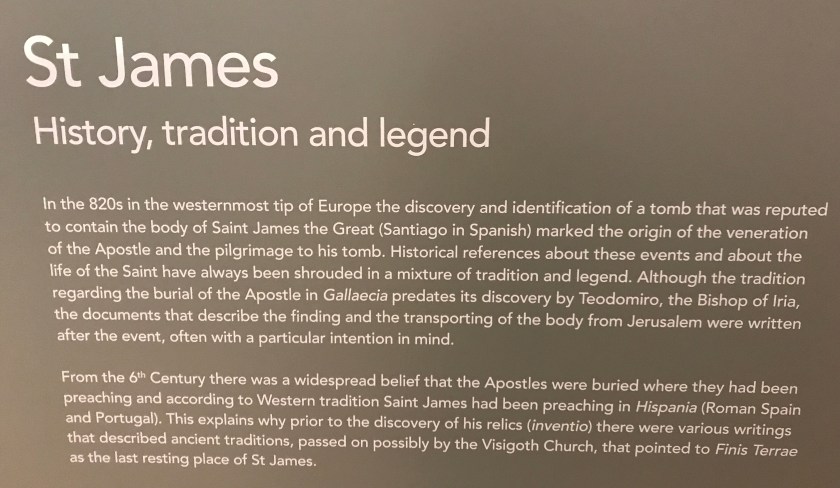 St James
History, tradition and legend
In the 820s in the westernmost tip of Europe the discovery and identification of a tomb that was reputed
to contain the body of Saint James the Great (Santiago in Spanish) marked the origin of the veneration
of the Apostle and the pilgrimage to his tomb. Historical references about these events and about the
life of the Saint have always been shrouded in a mixture of tradition and legend. Although the tradition
regarding the burial of the Apostle in Gallaecia predates its discovery by Teodomiro, the Bishop of Iria,
the documents that describe the finding and the transporting of the body from Jerusalem were written
after the event, often with a particular intention in mind.
From the 6th Century there was a widespread belief that the Apostles were buried where they had been
preaching and according to Western tradition Saint James had been preaching in Hispania (Roman Spain
and Portugal). This explains why prior to the discovery of his relics (inventio) there were various writings
that described ancient traditions, passed on possibly by the Visigoth Church, that pointed to Finis Terrae
as the last resting place of St James.